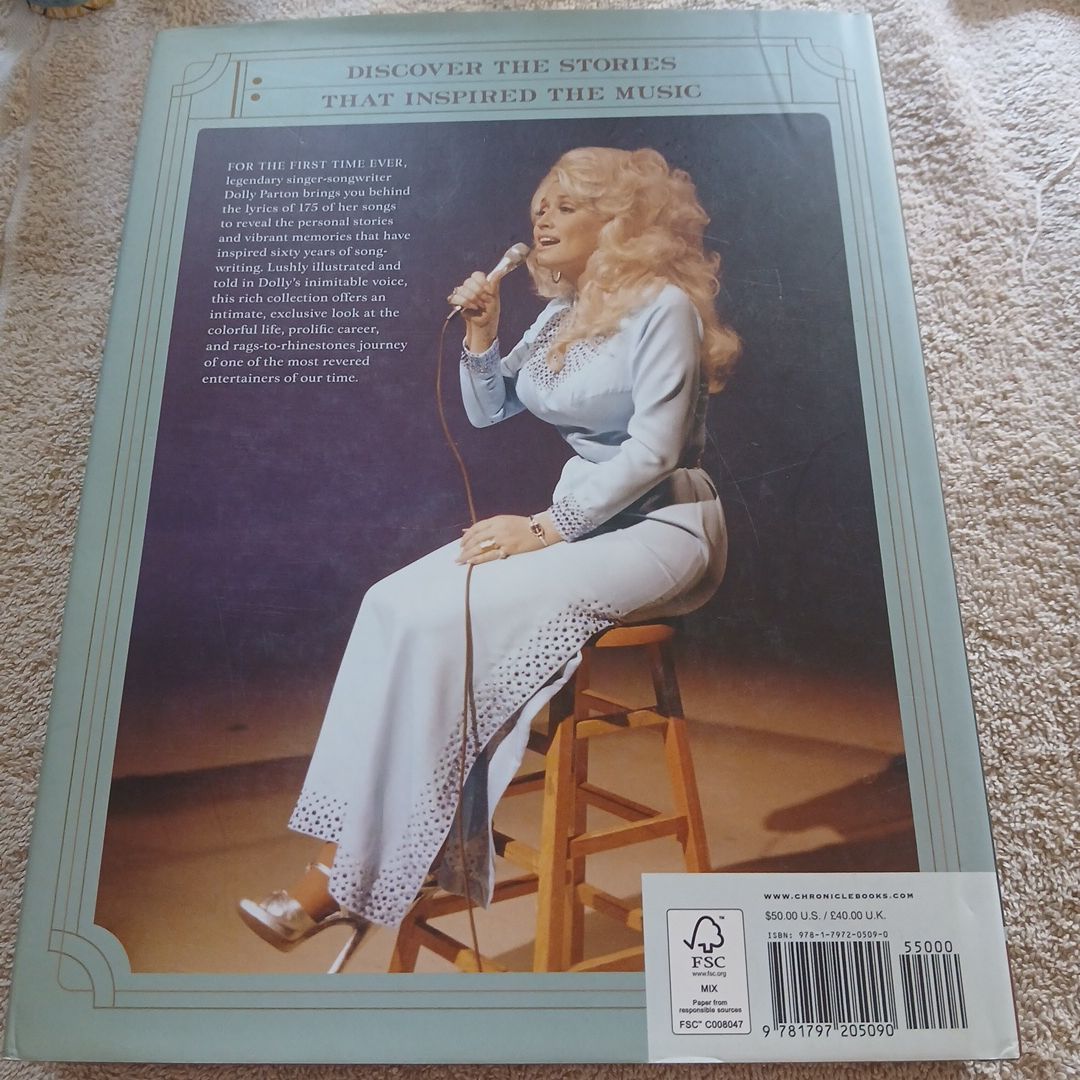 DISCOVER THE STORIES
THAT INSPIRED THE MUSIC
FOR THE FIRST TIME EVER,
legendary singer-songwriter
Dolly Parton brings you behind
the lyrics of 175 of her songs
to reveal the personal stories
and vibrant memories that have
inspired sixty years of song-
writing. Lushly illustrated and
told in Dolly's inimitable voice,
this rich collection offers an
intimate, exclusive look at the
colorful life, prolific career,
and rags-to-rhinestones journey
of one of the most revered
entertainers of our time.
WWW.CHRONICLEBOOKS.COM
$50.00 U.S. / £40.00 U.K.
ISBN: 978-1-7972-0509-0
55000
9 781797 205090
FSC
www.fsc.org
MIX
Paper from
responsible sources
FSC™ C008047